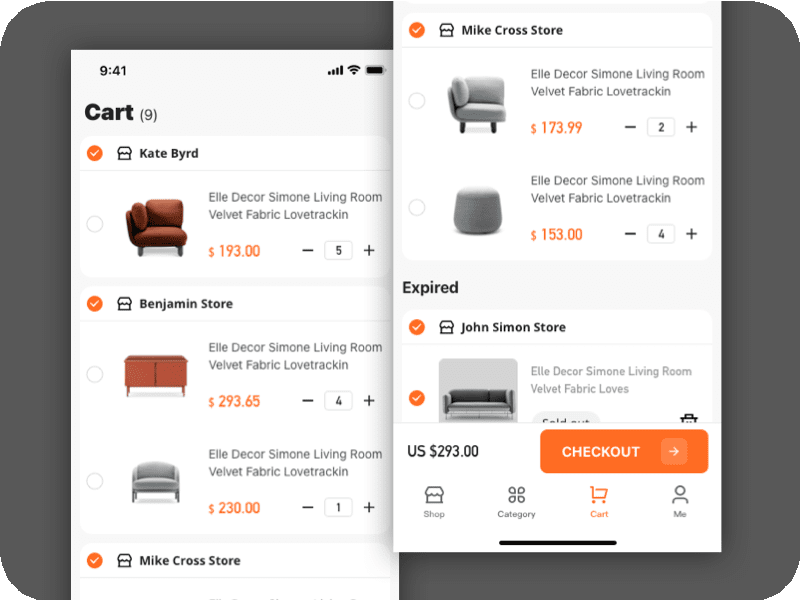 9:41
Cart (9)
Kate Byrd
Elle Decor Simone Living Room
Velvet Fabric Lovetrackin
$ 193.00
5
Benjamin Store
Elle Decor Simone Living Room
Velvet Fabric Lovetrackin
$ 293.65
4
Elle Decor Simone Living Room
Velvet Fabric Lovetrackin
$ 230.00
1
Mike Cross Store
Mike Cross Store
Elle Decor Simone Living Room
Velvet Fabric Lovetrackin
$ 173.99
2
Elle Decor Simone Living Room
Velvet Fabric Lovetrackin
$ 153.00
4
Expired
John Simon Store
Elle Decor Simone Living Room
Velvet Fabric Loves
Sold out
US $293.00
CHECKOUT
Shop
Category
Cart
Me